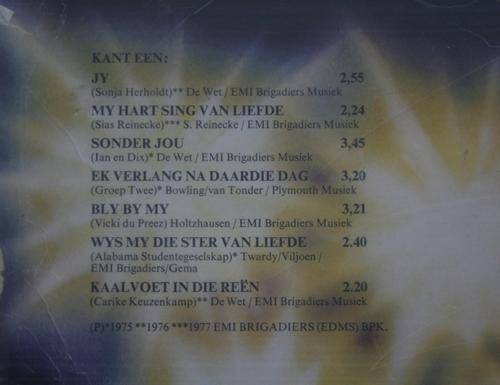 KANT EEN:
JY 2,55
(Sonja Herholdt)** De Wet / EMI Brigadiers Musiek
MY HART SING VAN LIEFDE 2,24
(Sias Reinecke)*** S. Reinecke / EMI Brigadiers Musiek
SONDER JOU 3,45
(Ian en Dix)* De Wet / EMI Brigadiers Musiek
EK VERLANG NA DAARDIE DAG 3,20
(Groep Twee)* Bowling/van Tonder / Plymouth Musiek
BLY BY MY 3,21
(Vicki du Preez) Holtzhausen / EMI Brigadiers Musiek
WYS MY DIE STER VAN LIEFDE 2.40
(Alabama Studentegeselskap)* Twardy/Viljoen /
EMI Brigadiers/Gema
KAALVOET IN DIE REËN 2.20
(Carike Keuzenkamp)** De Wet / EMI Brigadiers Musiek
(P)*1975 **1976 ***1977 EMI BRIGADIERS (EDMS) BPK.